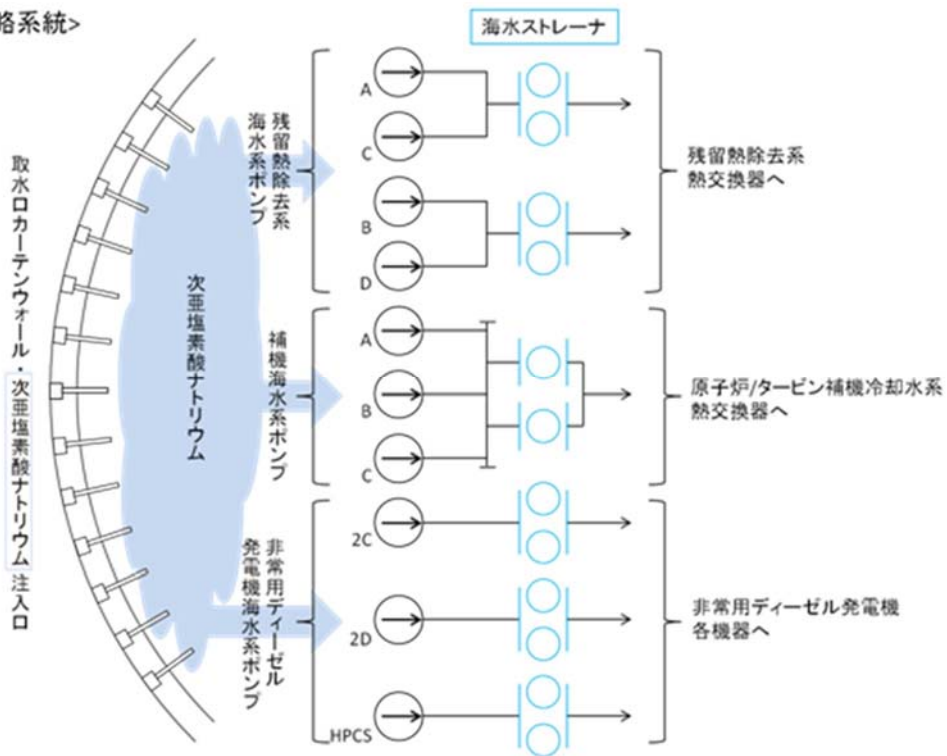 略系統>
海水ストレーナ
取水口カーテンウォール・次亜塩素酸ナトリウム注入口
次亜塩素酸ナトリウム
残留熱除去系
海水系ポンプ
A
C
B
D
残留熱除去系
熱交換器へ
補機海水系ポンプ
A
B
C
原子炉/タービン補機冷却水系
熱交換器へ
非常用ディーゼル
発電機海水系ポンプ
2C
2D
HPCS
非常用ディーゼル発電機
各機器へ